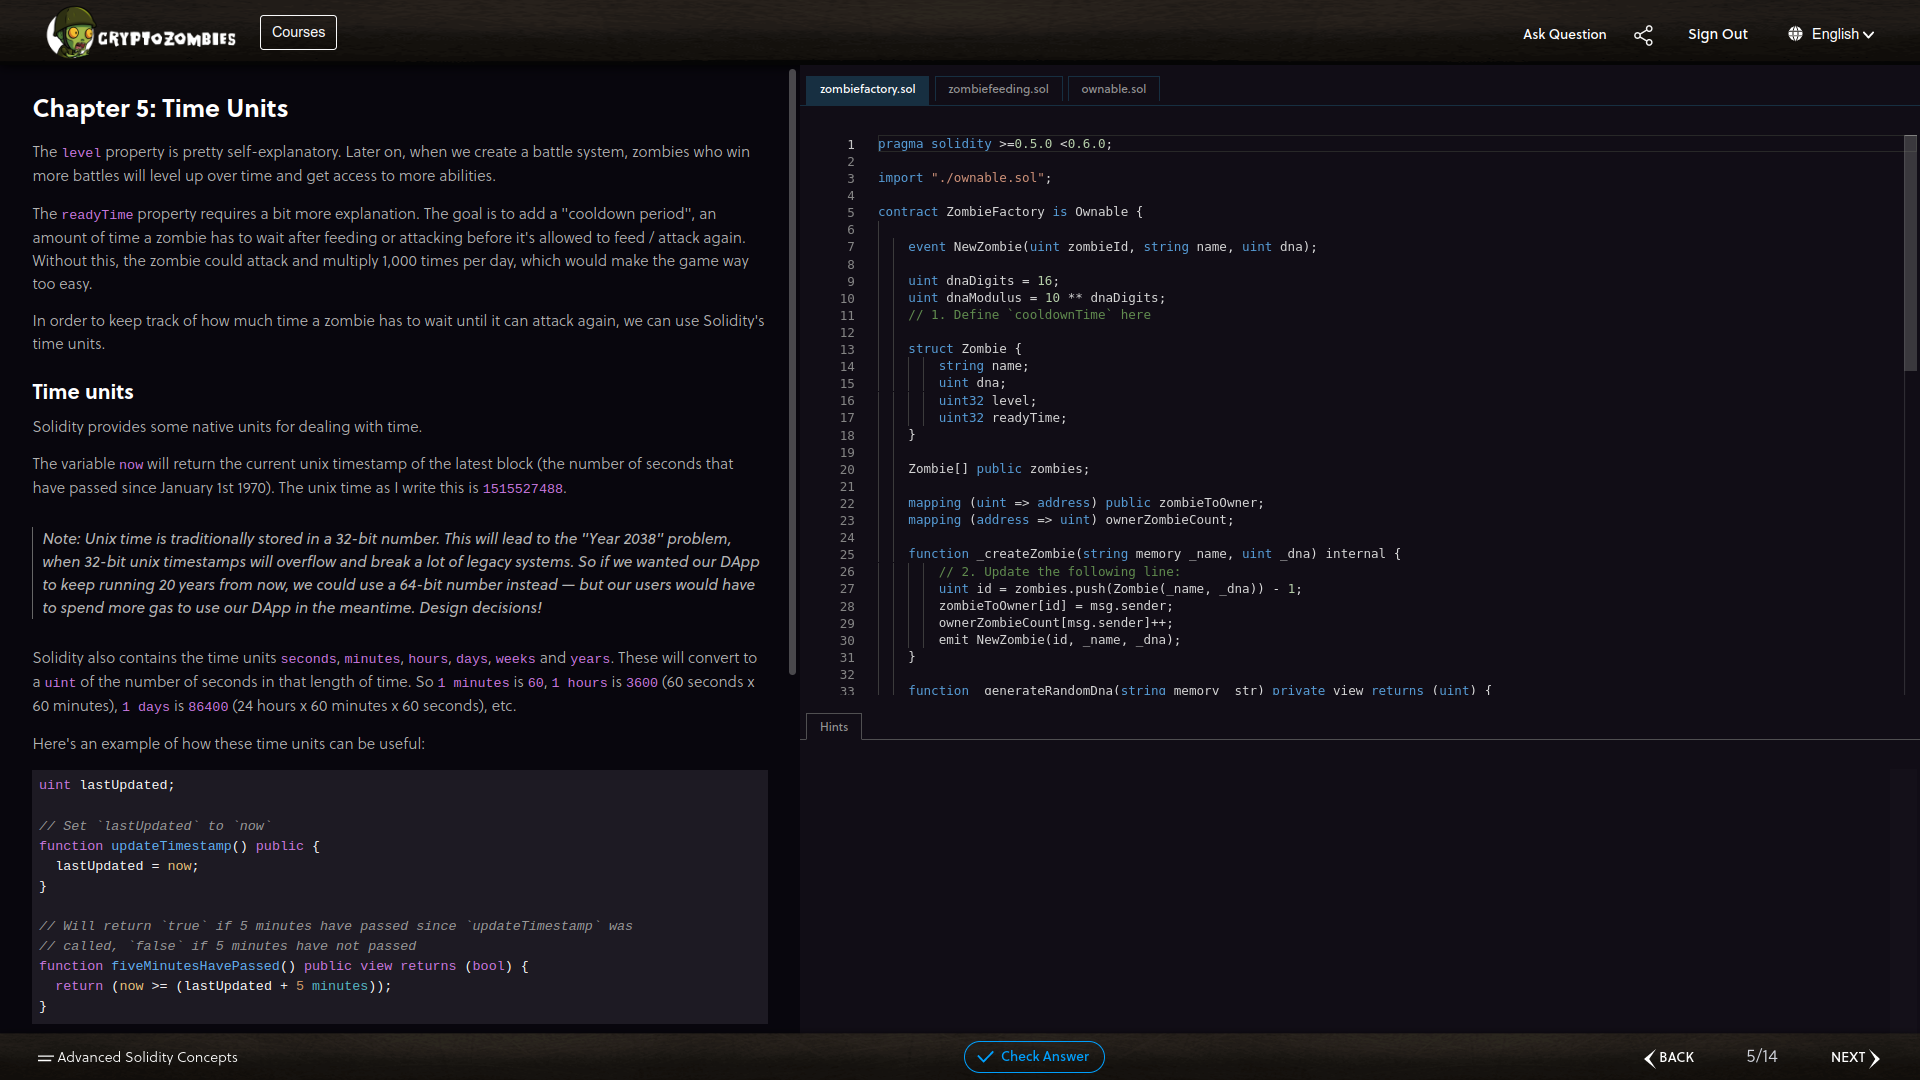 CRYPTOZOMBIES
Courses
Ask Question
Sign Out
English
Chapter 5: Time Units
The level property is pretty self-explanatory. Later on, when we create a battle system, zombies who win
more battles will level up over time and get access to more abilities.
The readyTime property requires a bit more explanation. The goal is to add a "cooldown period", an
amount of time a zombie has to wait after feeding or attacking before it's allowed to feed / attack again.
Without this, the zombie could attack and multiply 1,000 times per day, which would make the game way
too easy.
In order to keep track of how much time a zombie has to wait until it can attack again, we can use Solidity's
time units.
Time units
Solidity provides some native units for dealing with time.
The variable now will return the current unix timestamp of the latest block (the number of seconds that
have passed since January 1st 1970). The unix time as I write this is 1515527488.
Note: Unix time is traditionally stored in a 32-bit number. This will lead to the "Year 2038" problem,
when 32-bit unix timestamps will overflow and break a lot of legacy systems. So if we wanted our DApp
to keep running 20 years from now, we could use a 64-bit number instead — but our users would have
to spend more gas to use our DApp in the meantime. Design decisions!
Solidity also contains the time units seconds, minutes, hours, days, weeks and years. These will convert to
a uint of the number of seconds in that length of time. So 1 minutes is 60, 1 hours is 3600 (60 seconds x
60 minutes), 1 days is 86400 (24 hours x 60 minutes x 60 seconds), etc.
Here's an example of how these time units can be useful:
uint lastUpdated;
// Set `lastUpdated` to `now`
function updateTimestamp() public {
lastUpdated = now;
}
// Will return `true` if 5 minutes have passed since `updateTimestamp` was
// called, `false` if 5 minutes have not passed
function fiveMinutesHavePassed() public view returns (bool) {
return (now >= (lastUpdated + 5 minutes));
}
zombiefactory.sol
zombiefeeding.sol
ownable.sol
1 pragma solidity >=0.5.0 <0.6.0;
2
3 import "./ownable.sol";
4
5 contract ZombieFactory is Ownable {
6
7 event NewZombie(uint zombieId, string name, uint dna);
8
9 uint dnaDigits = 16;
10 uint dnaModulus = 10 ** dnaDigits;
11 // 1. Define `cooldownTime` here
12
13 struct Zombie {
14 string name;
15 uint dna;
16 uint32 level;
17 uint32 readyTime;
18 }
19
20 Zombie[] public zombies;
21
22 mapping (uint => address) public zombieToOwner;
23 mapping (address => uint) ownerZombieCount;
24
25 function _createZombie(string memory _name, uint _dna) internal {
26 // 2. Update the following line:
27 uint id = zombies.push(Zombie(_name, _dna)) - 1;
28 zombieToOwner[id] = msg.sender;
29 ownerZombieCount[msg.sender]++;
30 emit NewZombie(id, _name, _dna);
31 }
32
33 function _generateRandomDna(string memory _str) private view returns (uint) {
Hints
Advanced Solidity Concepts
Check Answer
BACK
5/14
NEXT